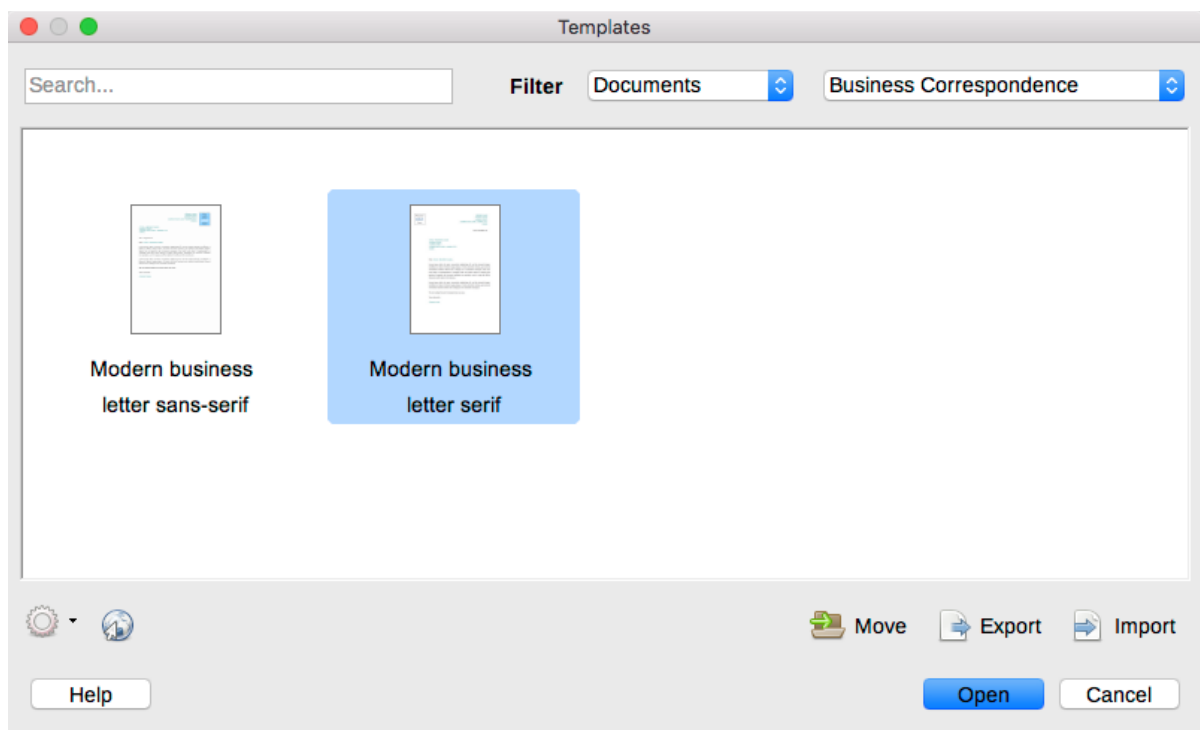 Templates
Search... Filter Documents Business Correspondence
Modern business Modern business
letter sans-serif letter serif
Move Export Import
Help Open Cancel